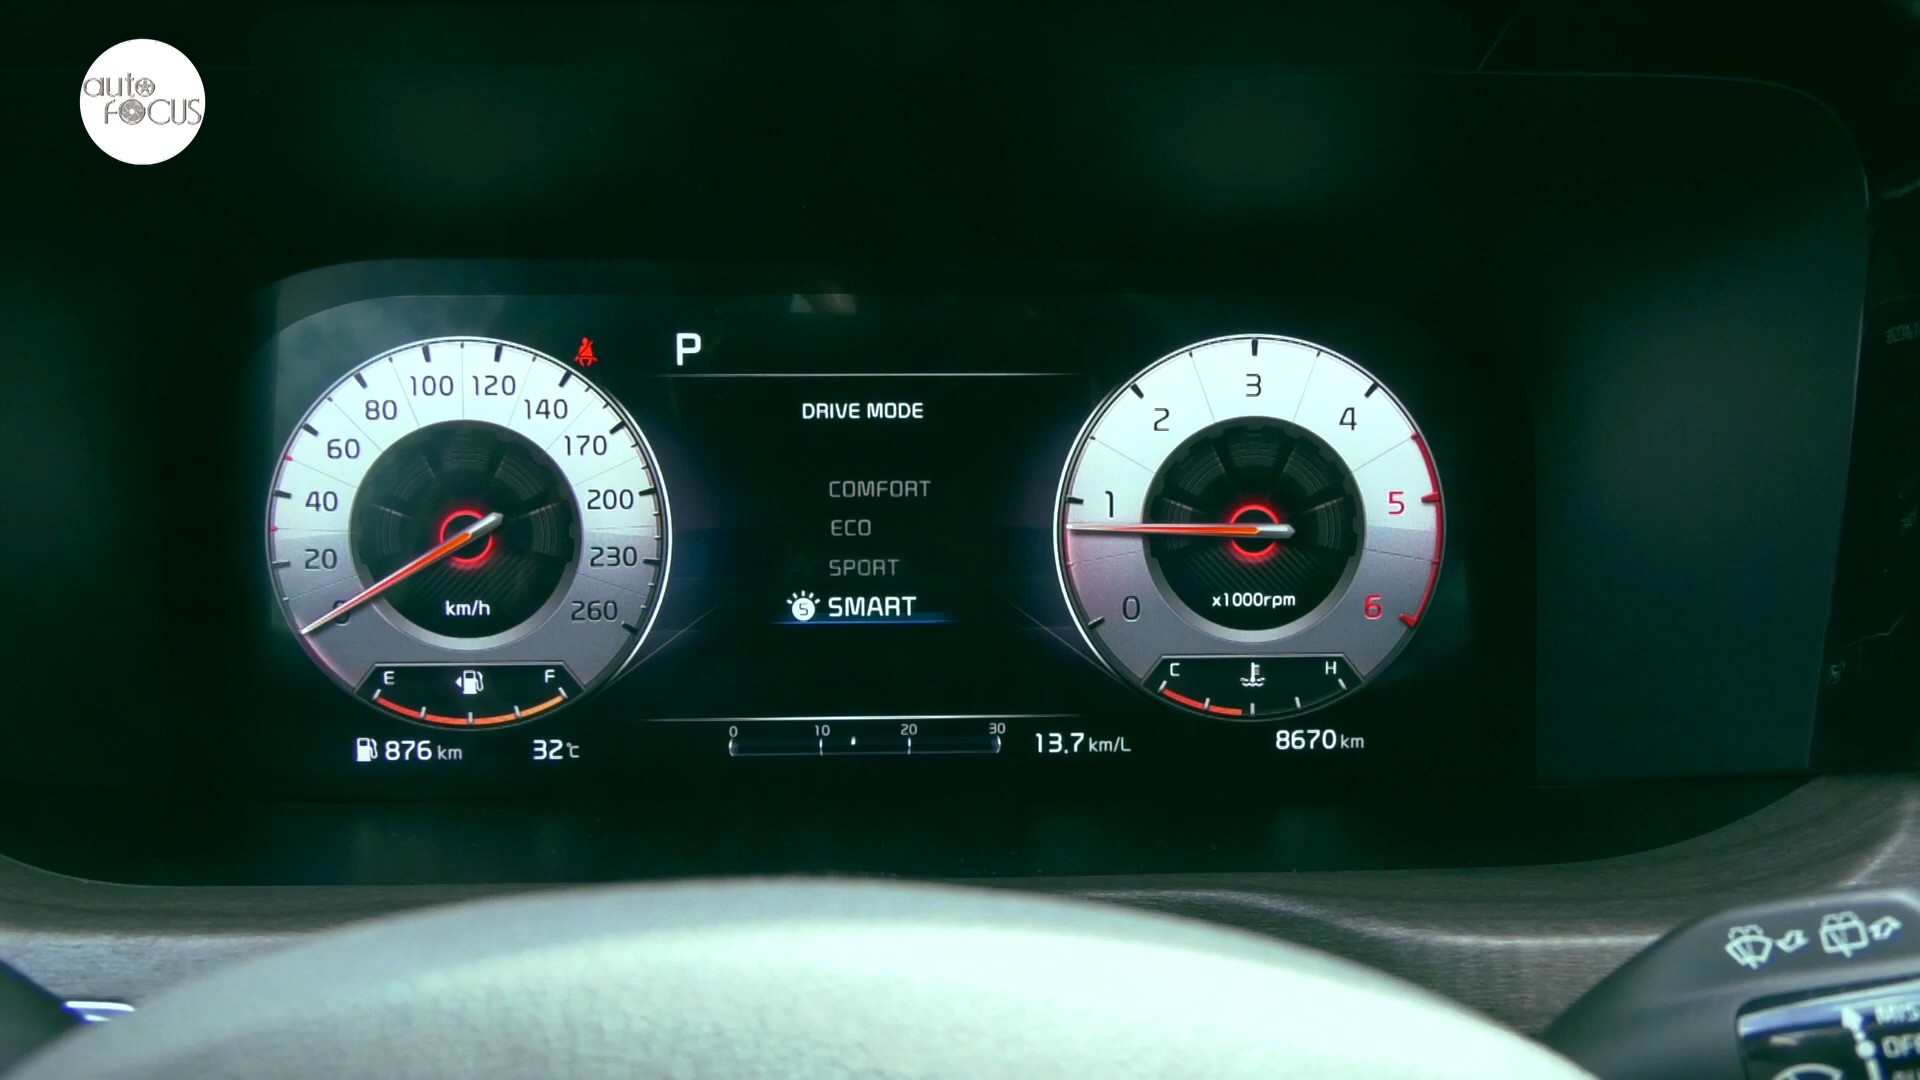 auto
FOCUS
P
DRIVE MODE
COMFORT
ECO
SPORT
S SMART
0 20 40 60 80 100 120 140 170 200 230 260
km/h
E F
876 km
32℃
0 10 20 30
13.7 km/L
0 1 2 3 4 5 6
x1000rpm
C H
8670 km
OFF